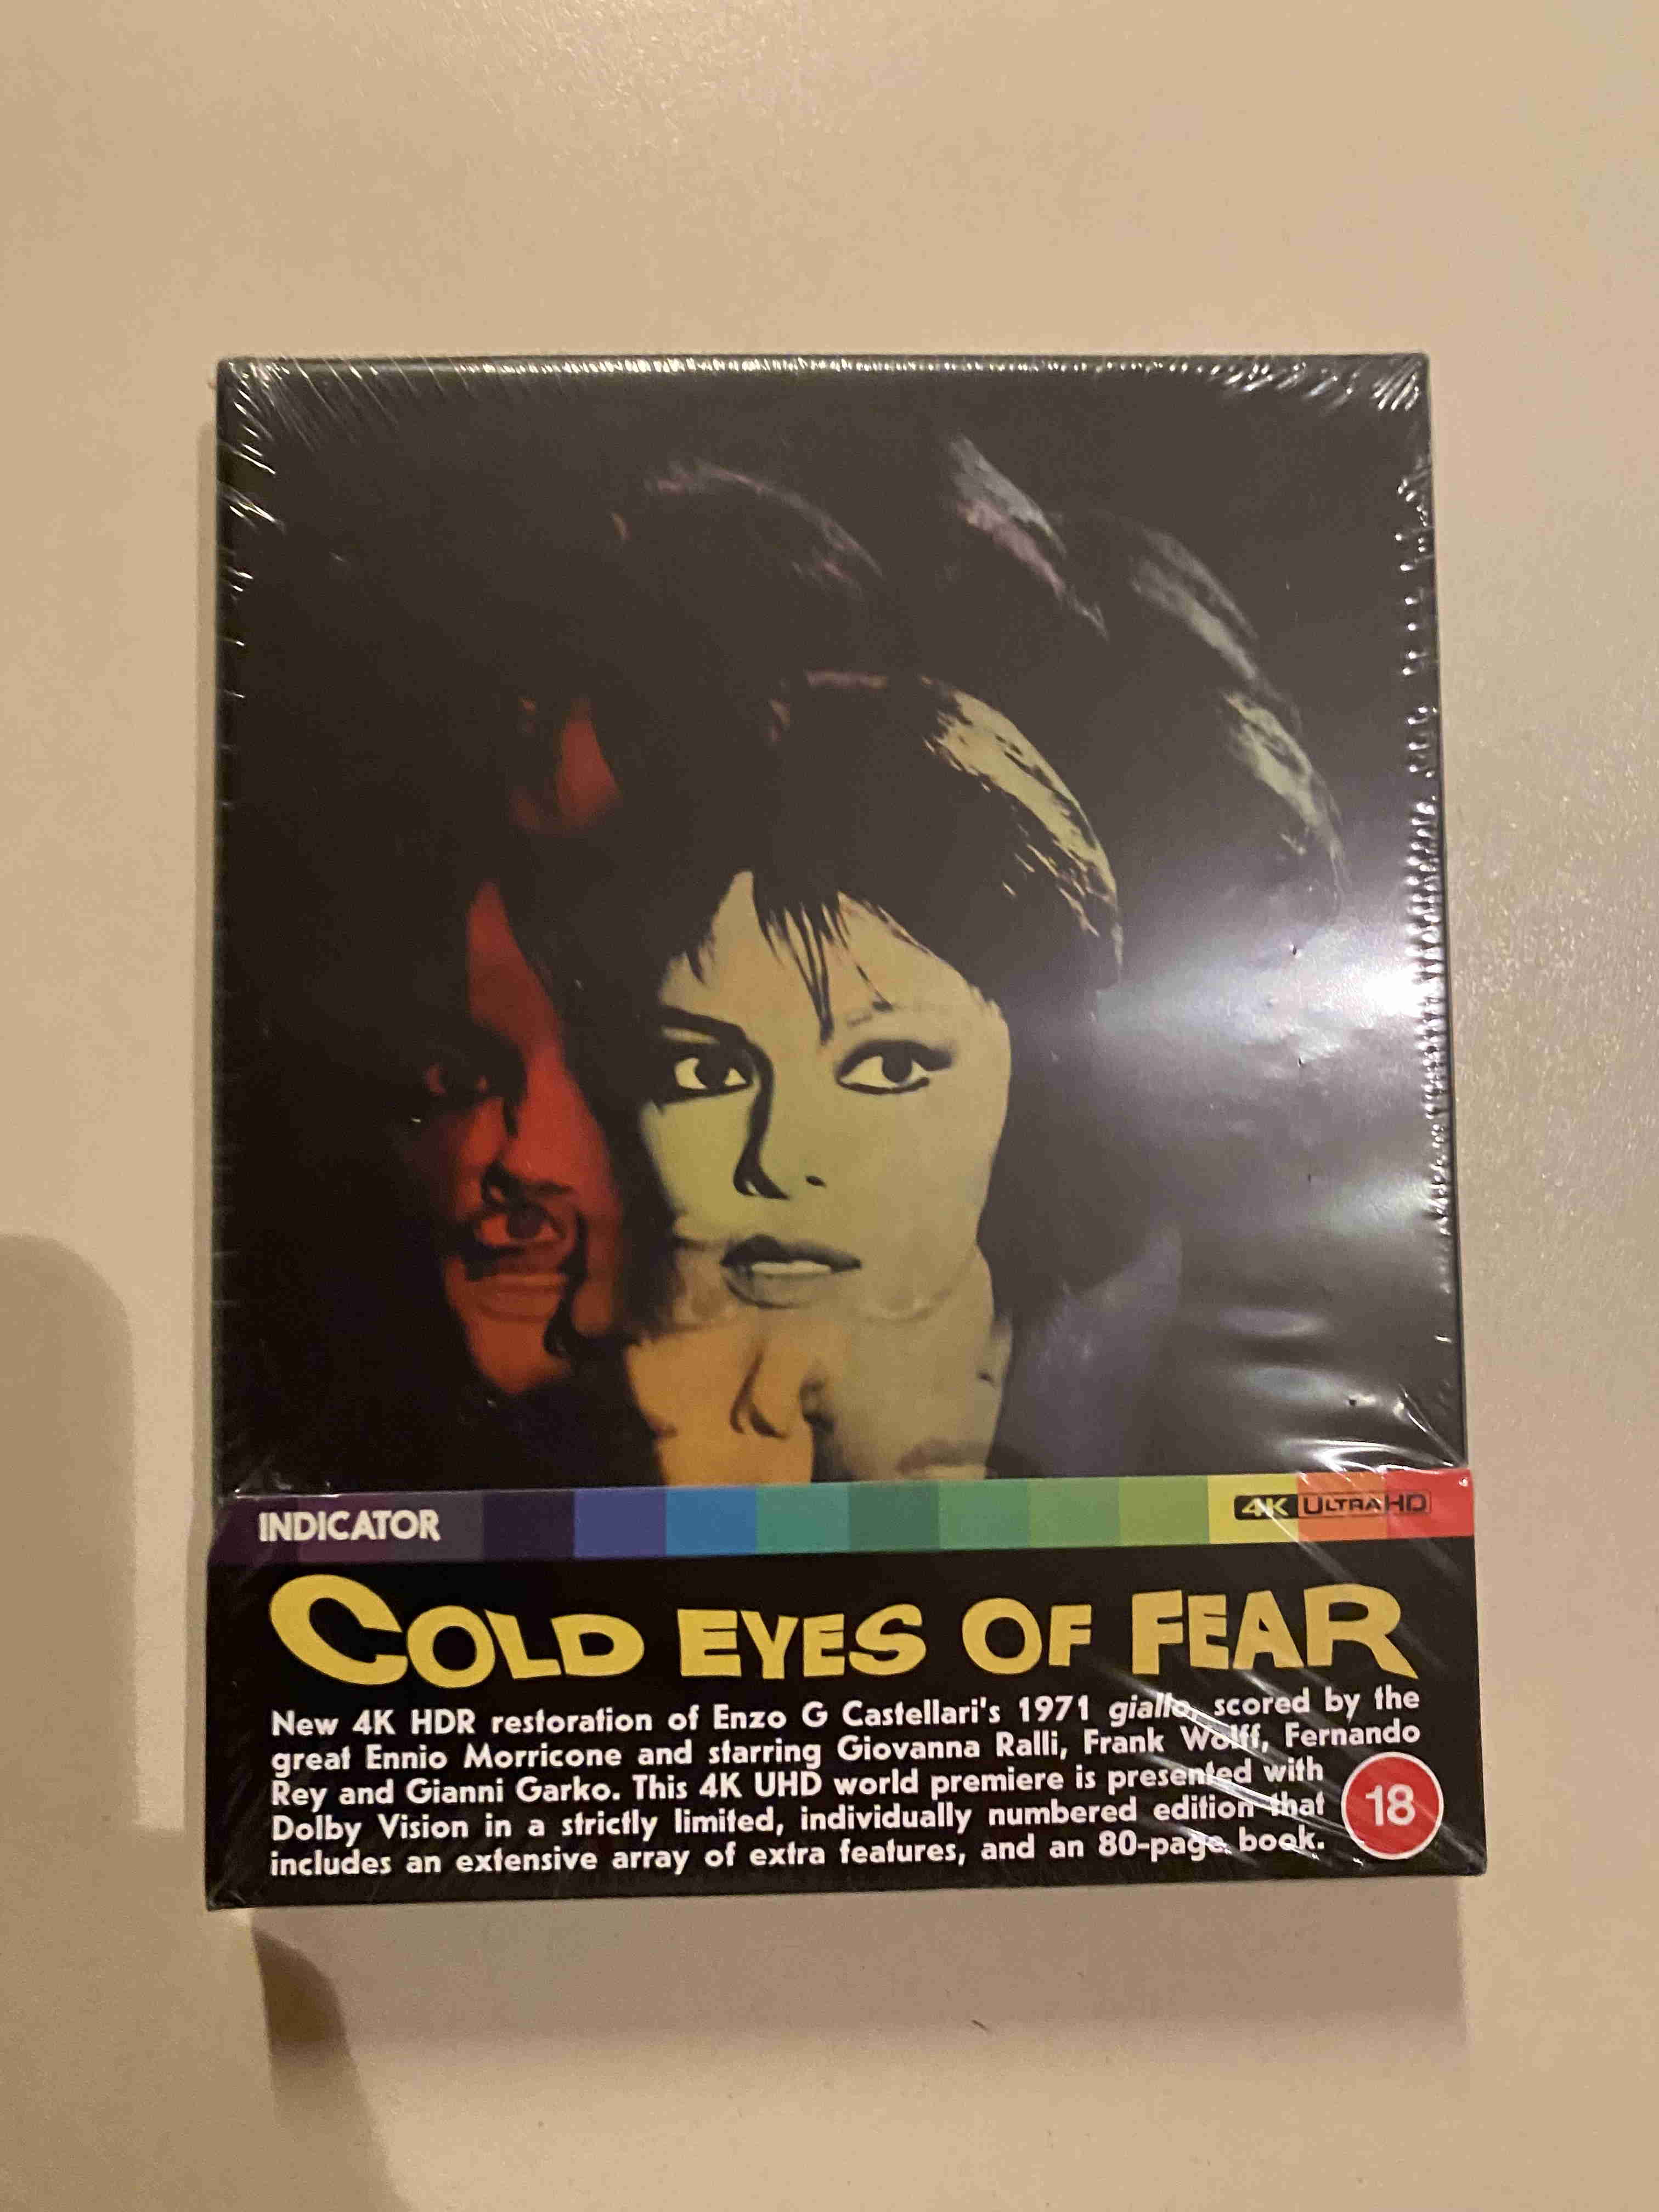 INDICATOR
4K ULTRA HD
COLD EYES OF FEAR
New 4K HDR restoration of Enzo G Castellari's 1971 giallo, scored by the
great Ennio Morricone and starring Giovanna Ralli, Frank Wolff, Fernando
Rey and Gianni Garko. This 4K UHD world premiere is presented with
Dolby Vision in a strictly limited, individually numbered edition that
includes an extensive array of extra features, and an 80-page book.
18